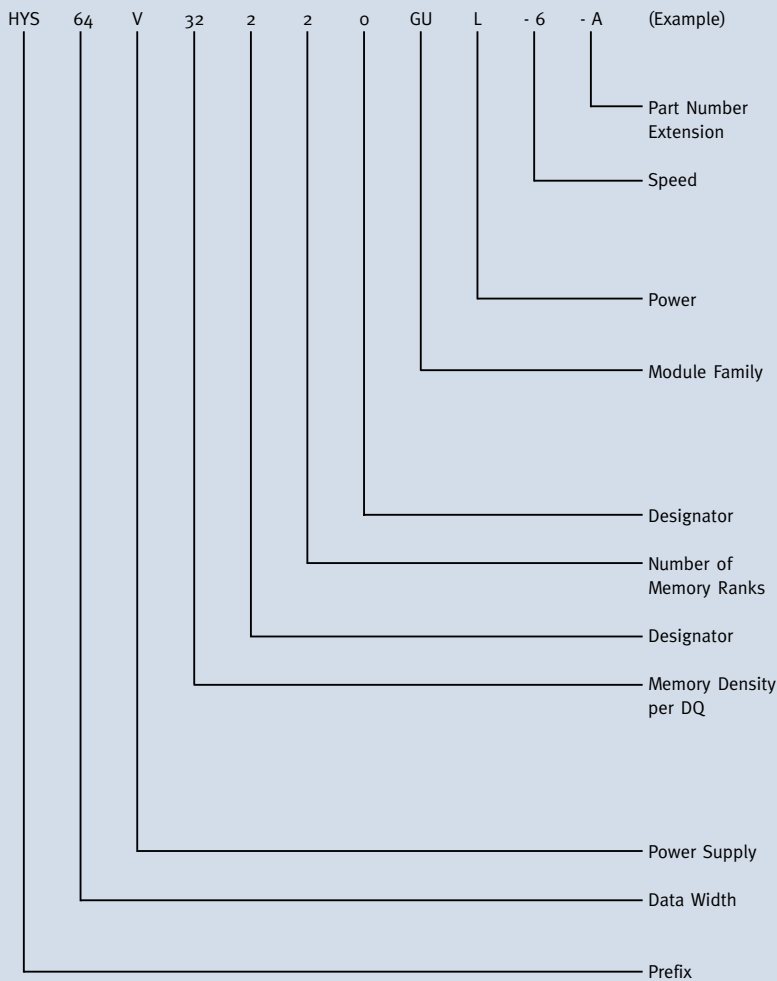 HYS 64 V 32 2 2 0 GU L - 6 - A (Example)
Part Number
Extension
Speed
Power
Module Family
Designator
Number of
Memory Ranks
Designator
Memory Density
per DQ
Power Supply
Data Width
Prefix